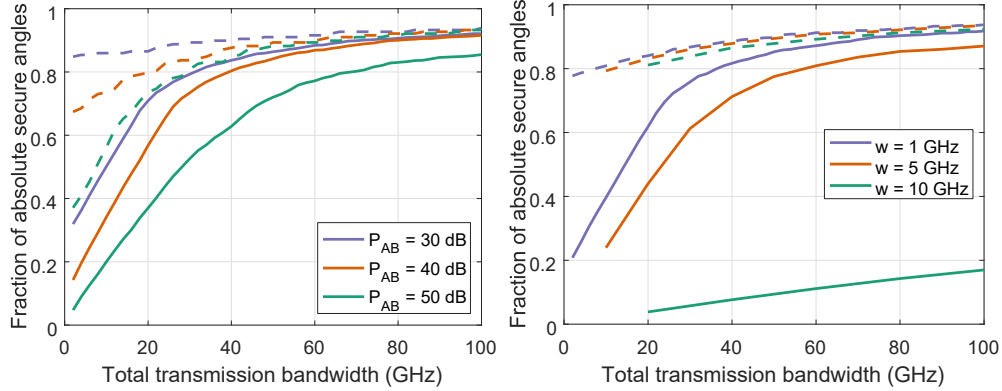 Fraction of absolute secure angles
1
0.8
0.6
0.4
0.2
0
0 20 40 60 80 100
Total transmission bandwidth (GHz)
P_AB = 30 dB
P_AB = 40 dB
P_AB = 50 dB
Fraction of absolute secure angles
1
0.8
0.6
0.4
0.2
0
0 20 40 60 80 100
Total transmission bandwidth (GHz)
w = 1 GHz
w = 5 GHz
w = 10 GHz